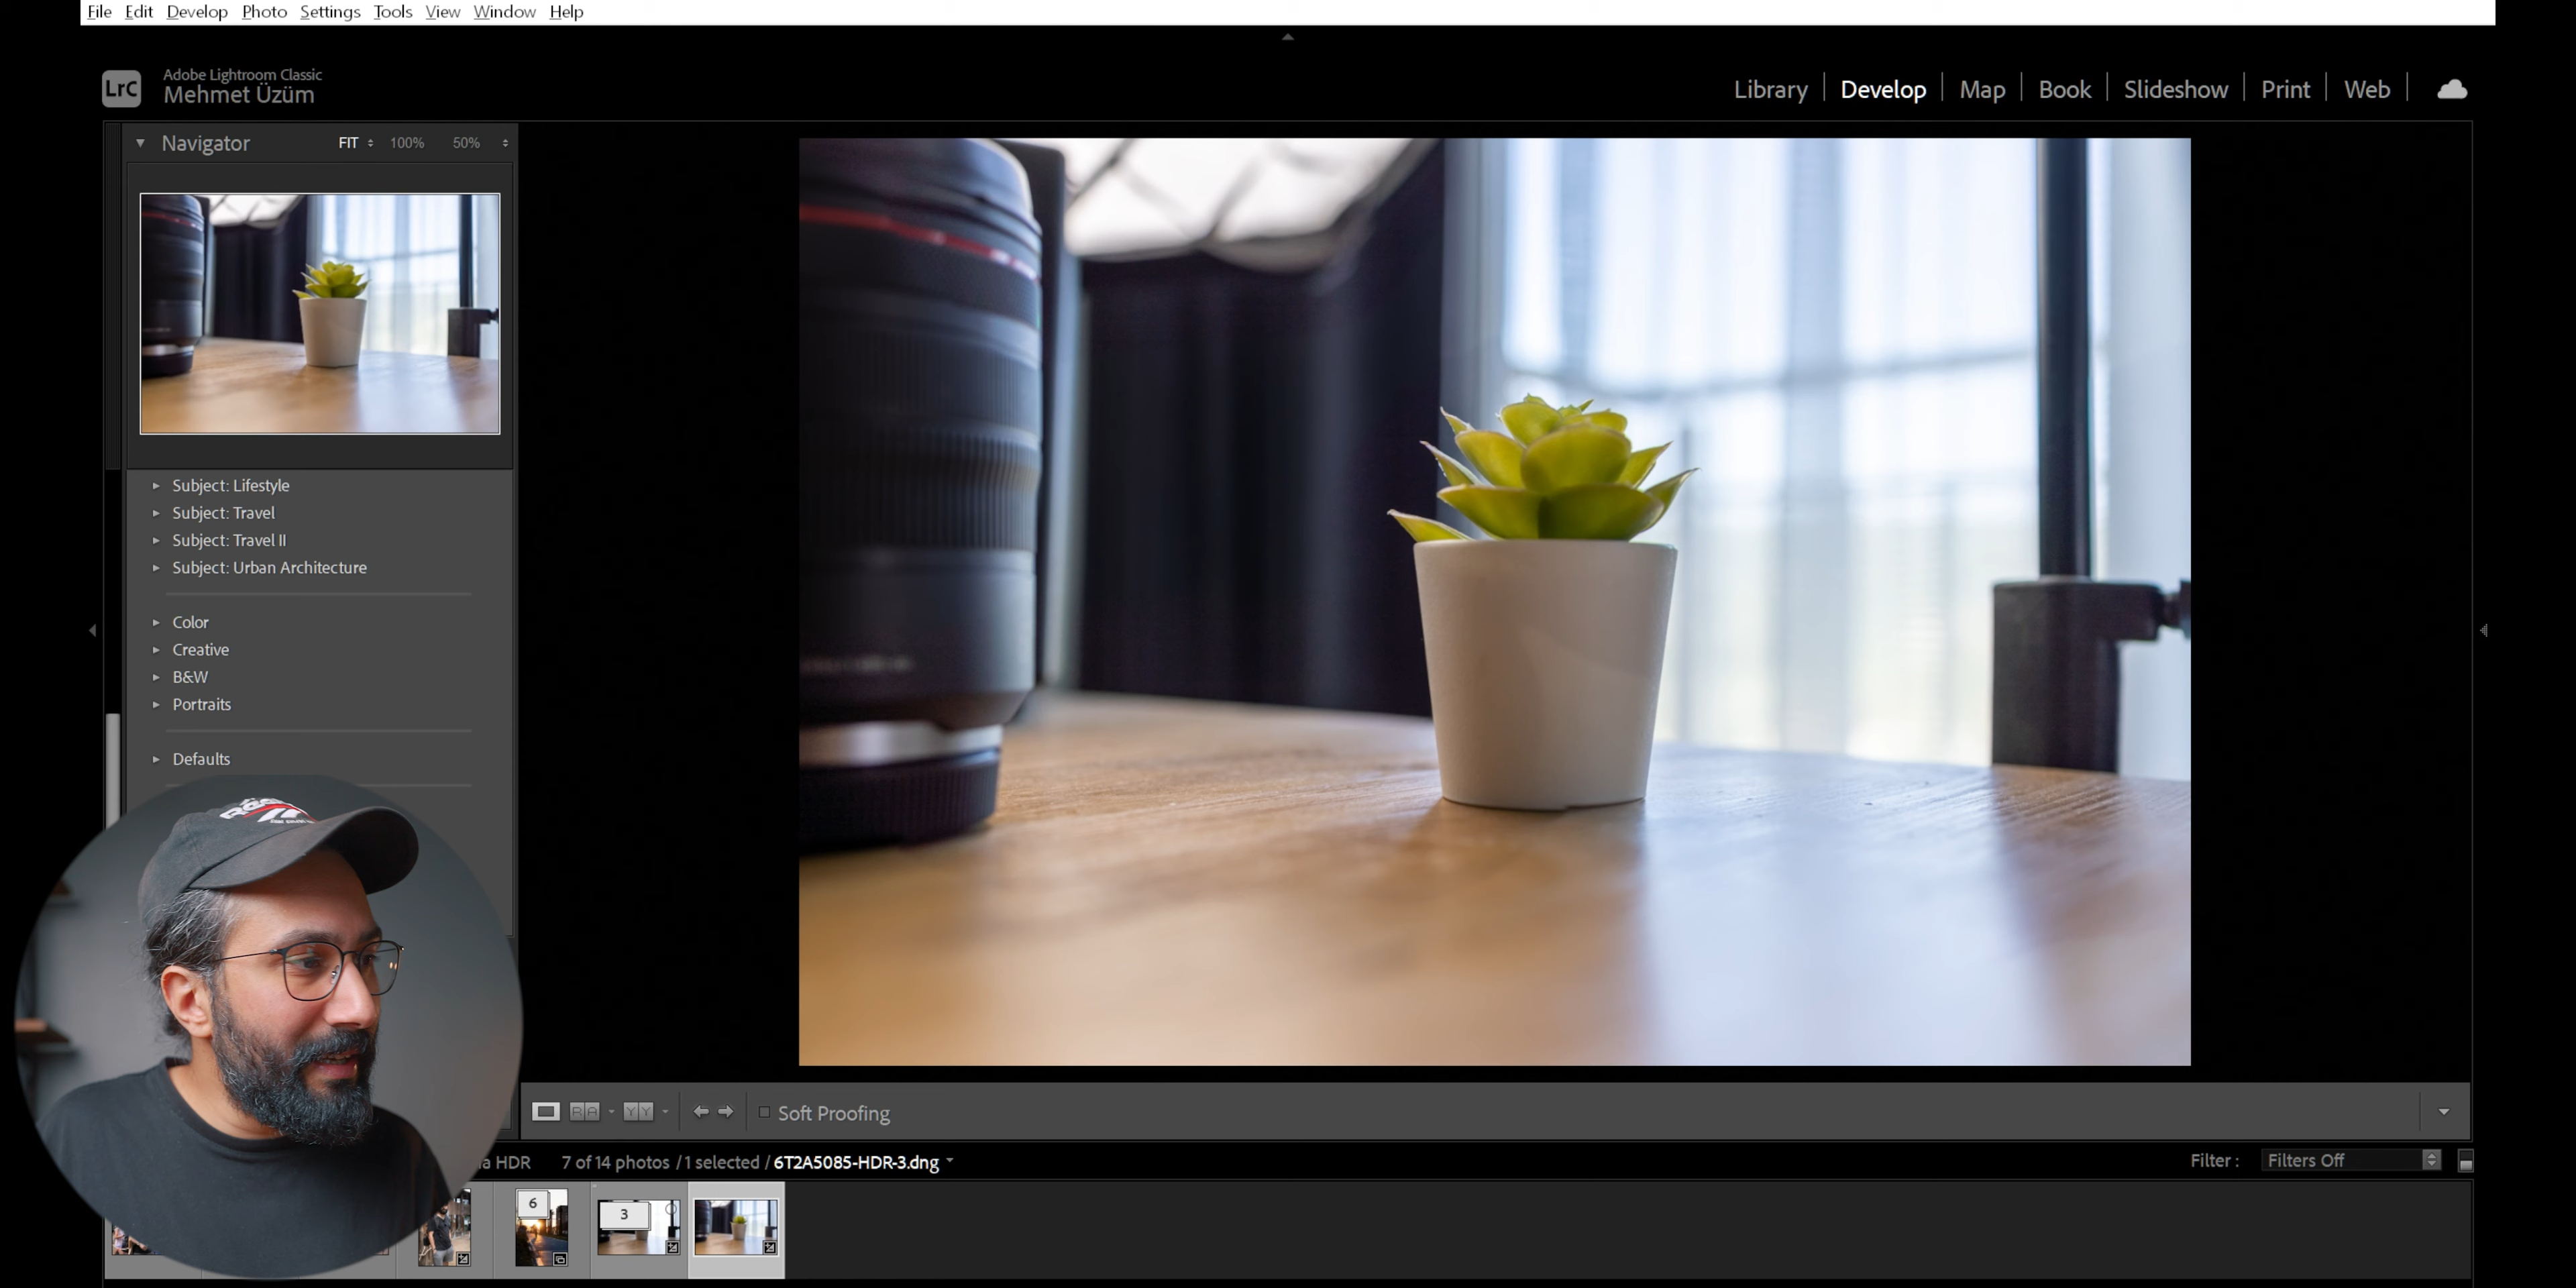 File Edit Develop Photo Settings Tools View Window Help
LrC
Adobe Lightroom Classic
Mehmet Üzüm
Library Develop Map Book Slideshow Print Web
Navigator FIT 100% 50%
Subject: Lifestyle
Subject: Travel
Subject: Travel II
Subject: Urban Architecture
Color
Creative
B&W
Portraits
Defaults
Soft Proofing
HDR 7 of 14 photos / 1 selected / 6T2A5085-HDR-3.dng
Filter : Filters Off
6 3